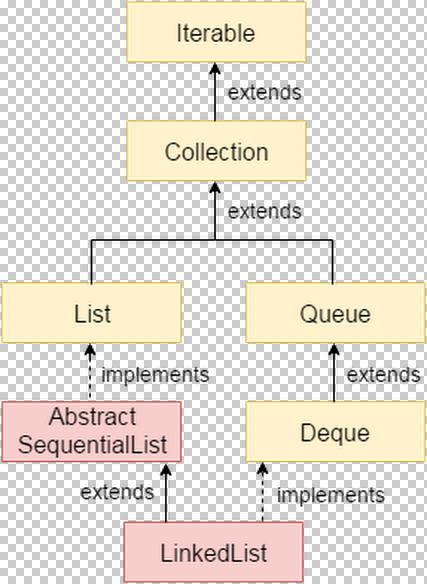 Iterable
extends
Collection
extends
List
Queue
implements
extends
Abstract
SequentialList
Deque
extends
implements
LinkedList